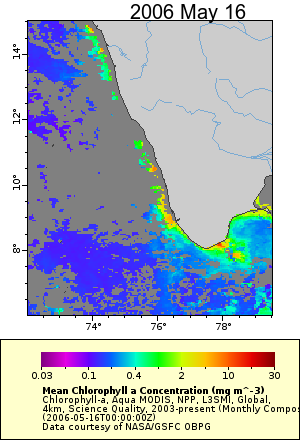 2006 May 16
14°
12°
10°
8°
74°
76°
78°
0.03 0.1 0.4 1 4 10 30
Mean Chlorophyll a Concentration (mg m^-3)
Chlorophyll-a, Aqua MODIS, NPP, L3SMI, Global,
4km, Science Quality, 2003-present (Monthly Compos
(2006-05-16T00:00:00Z)
Data courtesy of NASA/GSFC OBPG